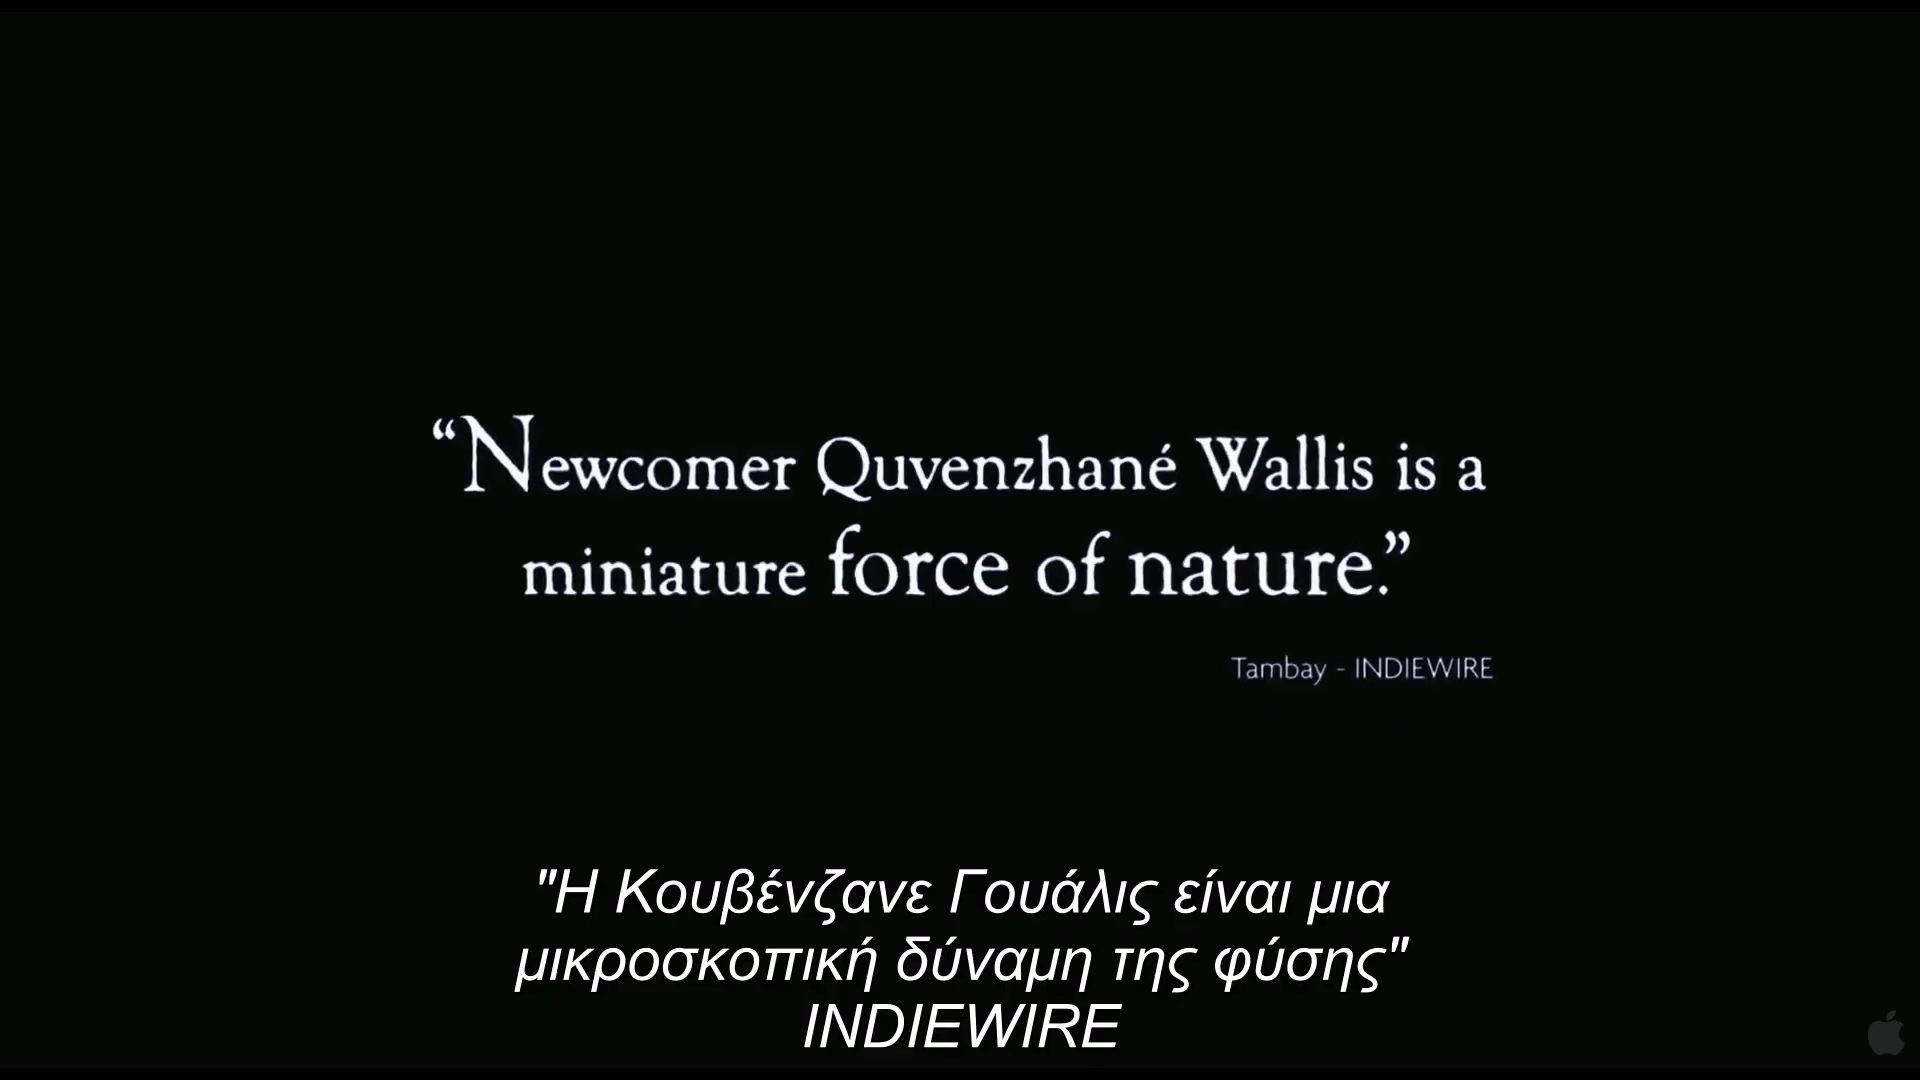 “Newcomer Quvenzhané Wallis is a
miniature force of nature.”
Tambay - INDIEWIRE
"Η Κουβένζανε Γουάλις είναι μια
μικροσκοπική δύναμη της φύσης"
INDIEWIRE